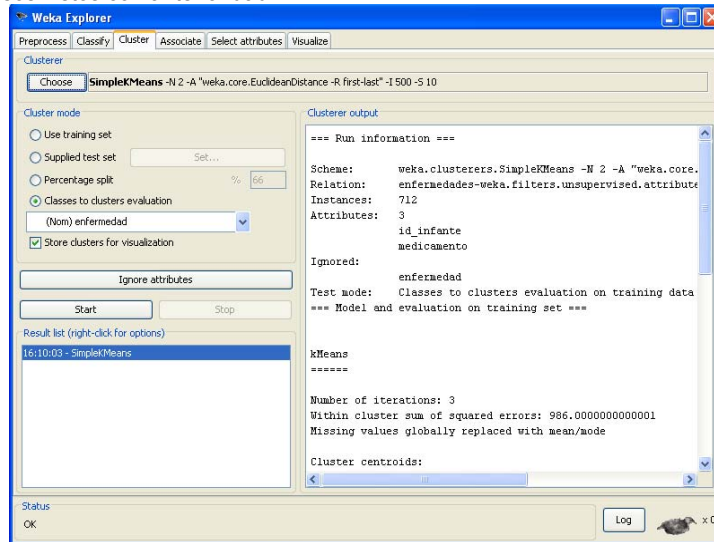 Weka Explorer
Preprocess Classify Cluster Associate Select attributes Visualize
Clusterer
Choose SimpleKMeans -N 2 -A "weka.core.EuclideanDistance -R first-last" -I 500 -S 10
Cluster mode
Use training set
Supplied test set Set...
Percentage split % 66
Classes to clusters evaluation
(Nom) enfermedad
Store clusters for visualization
Ignore attributes
Start Stop
Result list (right-click for options)
16:10:03 - SimpleKMeans
Clusterer output
=== Run information ===
Scheme: weka.clusterers.SimpleKMeans -N 2 -A "weka.core.
Relation: enfermedades-weka.filters.unsupervised.attribute
Instances: 712
Attributes: 3
id_infante
medicamento
Ignored:
enfermedad
Test mode: Classes to clusters evaluation on training data
=== Model and evaluation on training set ===
kMeans
======
Number of iterations: 3
Within cluster sum of squared errors: 986.0000000000001
Missing values globally replaced with mean/mode
Cluster centroids:
Status
OK
Log
x 0